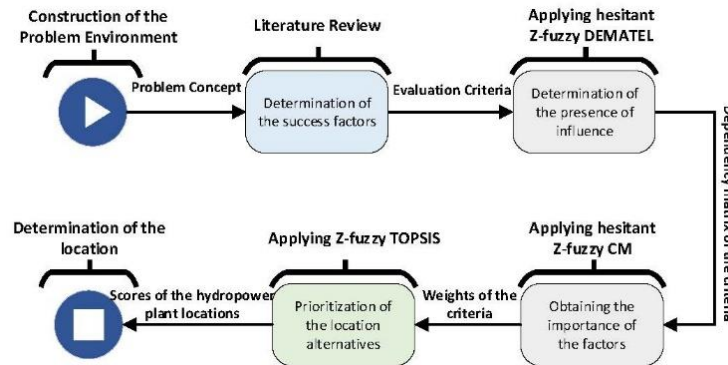 Construction of the
Problem Environment
Literature Review
Applying hesitant
Z-fuzzy DEMATEL
Problem Concept
Determination of
the success factors
Evaluation Criteria
Determination of
the presence of
influence
Dependency matrix of the criteria
Determination of the
location
Applying Z-fuzzy TOPSIS
Applying hesitant
Z-fuzzy CM
Scores of the hydropower
plant locations
Prioritization of
the location
alternatives
Weights of the
criteria
Obtaining the
importance of
the factors